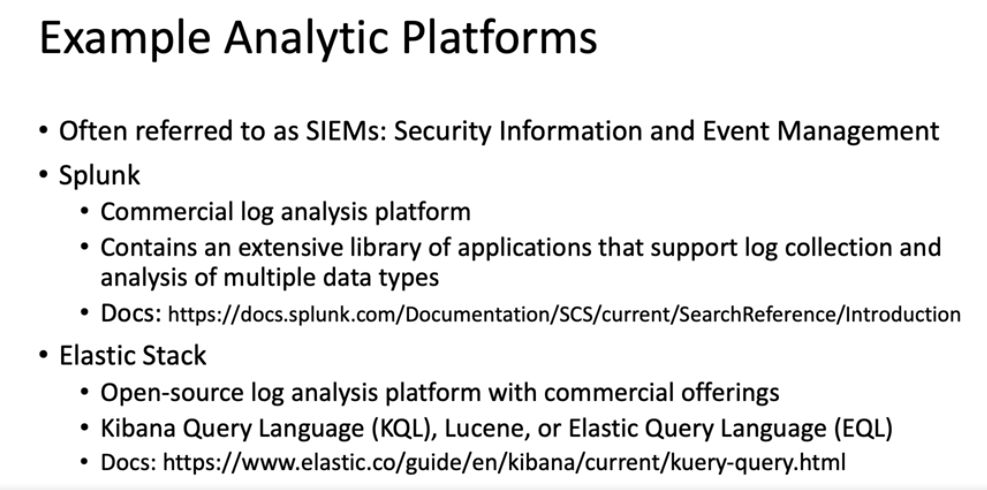 Example Analytic Platforms
• Often referred to as SIEMs: Security Information and Event Management
• Splunk
• Commercial log analysis platform
• Contains an extensive library of applications that support log collection and
analysis of multiple data types
• Docs: https://docs.splunk.com/Documentation/SCS/current/SearchReference/Introduction
• Elastic Stack
• Open-source log analysis platform with commercial offerings
• Kibana Query Language (KQL), Lucene, or Elastic Query Language (EQL)
• Docs: https://www.elastic.co/guide/en/kibana/current/kuery-query.html